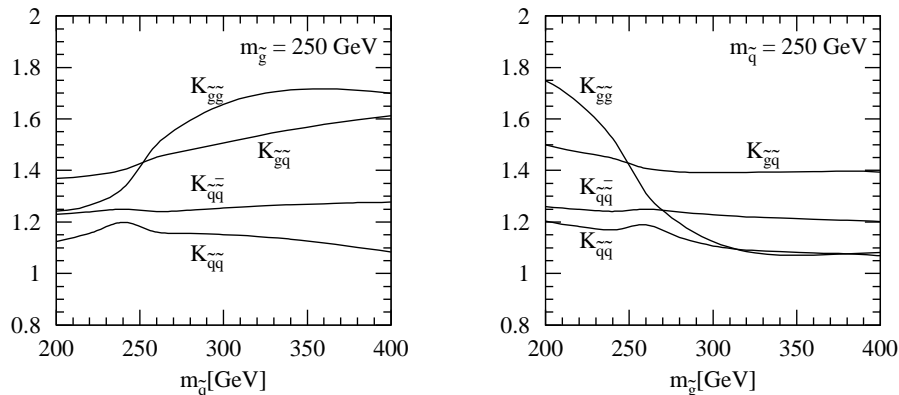 2
1.8
1.6
1.4
1.2
1
0.8
200 250 300 350 400
m_q̃[GeV]
m_g̃ = 250 GeV
K_g̃g̃
K_g̃q̃
K_q̃q̃̄
K_q̃q̃
2
1.8
1.6
1.4
1.2
1
0.8
200 250 300 350 400
m_g̃[GeV]
m_q̃ = 250 GeV
K_g̃g̃
K_g̃q̃
K_q̃q̃̄
K_q̃q̃